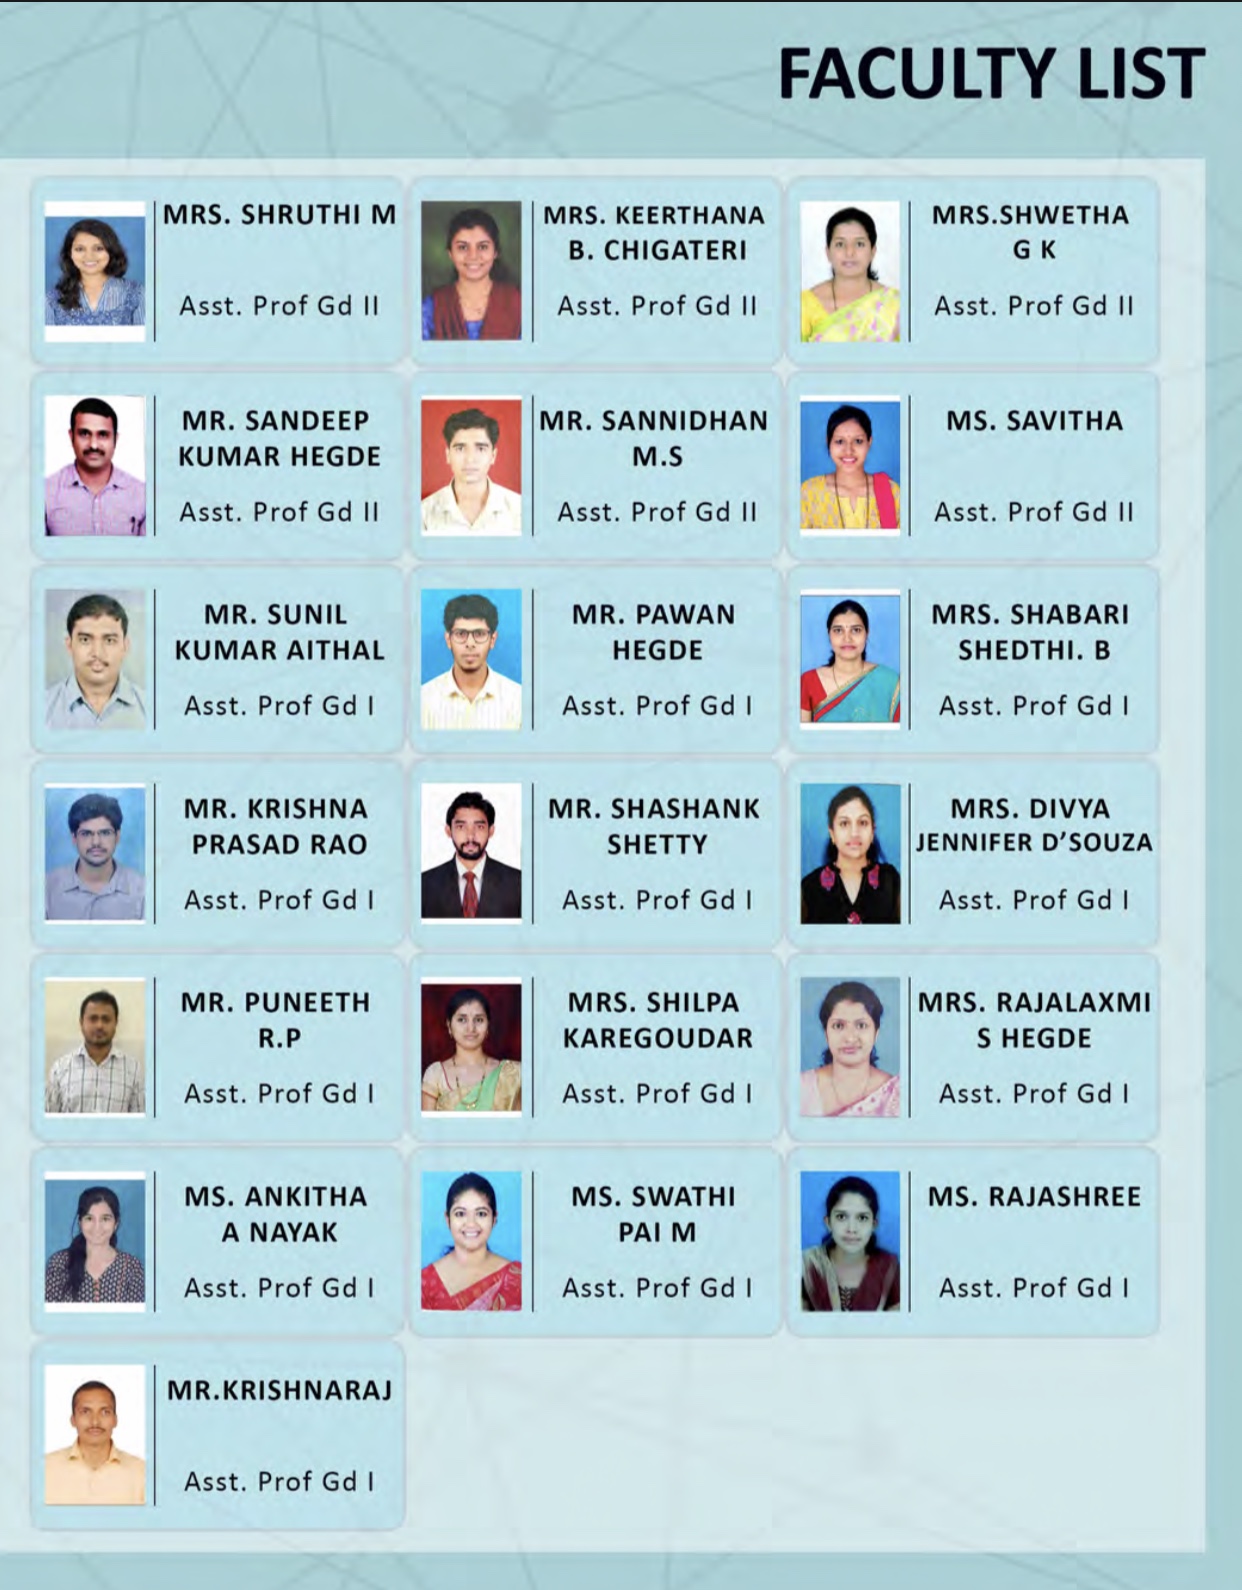 FACULTY LIST
MRS. SHRUTHI M
Asst. Prof Gd II
MRS. KEERTHANA
B. CHIGATERI
Asst. Prof Gd II
MRS.SHWETHA
G K
Asst. Prof Gd II
MR. SANDEEP
KUMAR HEGDE
Asst. Prof Gd II
MR. SANNIDHAN
M.S
Asst. Prof Gd II
MS. SAVITHA
Asst. Prof Gd II
MR. SUNIL
KUMAR AITHAL
Asst. Prof Gd I
MR. PAWAN
HEGDE
Asst. Prof Gd I
MRS. SHABARI
SHEDTHI. B
Asst. Prof Gd I
MR. KRISHNA
PRASAD RAO
Asst. Prof Gd I
MR. SHASHANK
SHETTY
Asst. Prof Gd I
MRS. DIVYA
JENNIFER D’SOUZA
Asst. Prof Gd I
MR. PUNEETH
R.P
Asst. Prof Gd I
MRS. SHILPA
KAREGOUDAR
Asst. Prof Gd I
MRS. RAJALAXMI
S HEGDE
Asst. Prof Gd I
MS. ANKITHA
A NAYAK
Asst. Prof Gd I
MS. SWATHI
PAI M
Asst. Prof Gd I
MS. RAJASHREE
Asst. Prof Gd I
MR.KRISHNARAJ
Asst. Prof Gd I